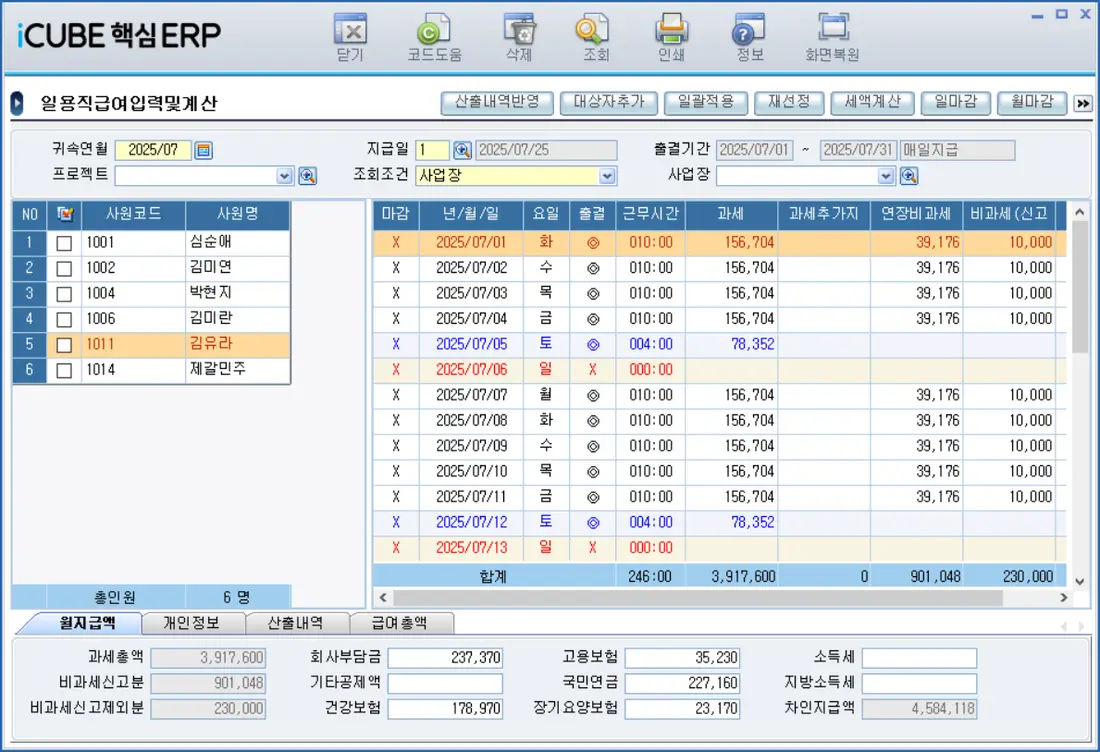 iCUBE 핵심ERP
닫기 코드도움 삭제 조회 인쇄 정보 화면복원
일용직급여입력및계산 산출내역반영 대상자추가 일괄적용 재선정 세액계산 일마감 월마감
귀속연월 2025/07 지급일 1 2025/07/25 출결기간 2025/07/01 ~ 2025/07/31 매일지급
프로젝트 조회조건 사업장 사업장
NO 사원코드 사원명
1 1001 심순애
2 1002 김미연
3 1004 박현지
4 1006 김미란
5 1011 김유라
6 1014 제갈민주
총인원 6 명
마감 년/월/일 요일 출결 근무시간 과세 과세추가지 연장비과세 비과세(신고
X 2025/07/01 화 ◎ 010:00 156,704 39,176 10,000
X 2025/07/02 수 ◎ 010:00 156,704 39,176 10,000
X 2025/07/03 목 ◎ 010:00 156,704 39,176 10,000
X 2025/07/04 금 ◎ 010:00 156,704 39,176 10,000
X 2025/07/05 토 ◎ 004:00 78,352
X 2025/07/06 일 X 000:00
X 2025/07/07 월 ◎ 010:00 156,704 39,176 10,000
X 2025/07/08 화 ◎ 010:00 156,704 39,176 10,000
X 2025/07/09 수 ◎ 010:00 156,704 39,176 10,000
X 2025/07/10 목 ◎ 010:00 156,704 39,176 10,000
X 2025/07/11 금 ◎ 010:00 156,704 39,176 10,000
X 2025/07/12 토 ◎ 004:00 78,352
X 2025/07/13 일 X 000:00
합계 246:00 3,917,600 0 901,048 230,000
월지급액 개인정보 산출내역 급여총액
과세총액 3,917,600 회사부담금 237,370 고용보험 35,230 소득세
비과세신고분 901,048 기타공제액 국민연금 227,160 지방소득세
비과세신고제외분 230,000 건강보험 178,970 장기요양보험 23,170 차인지급액 4,584,118